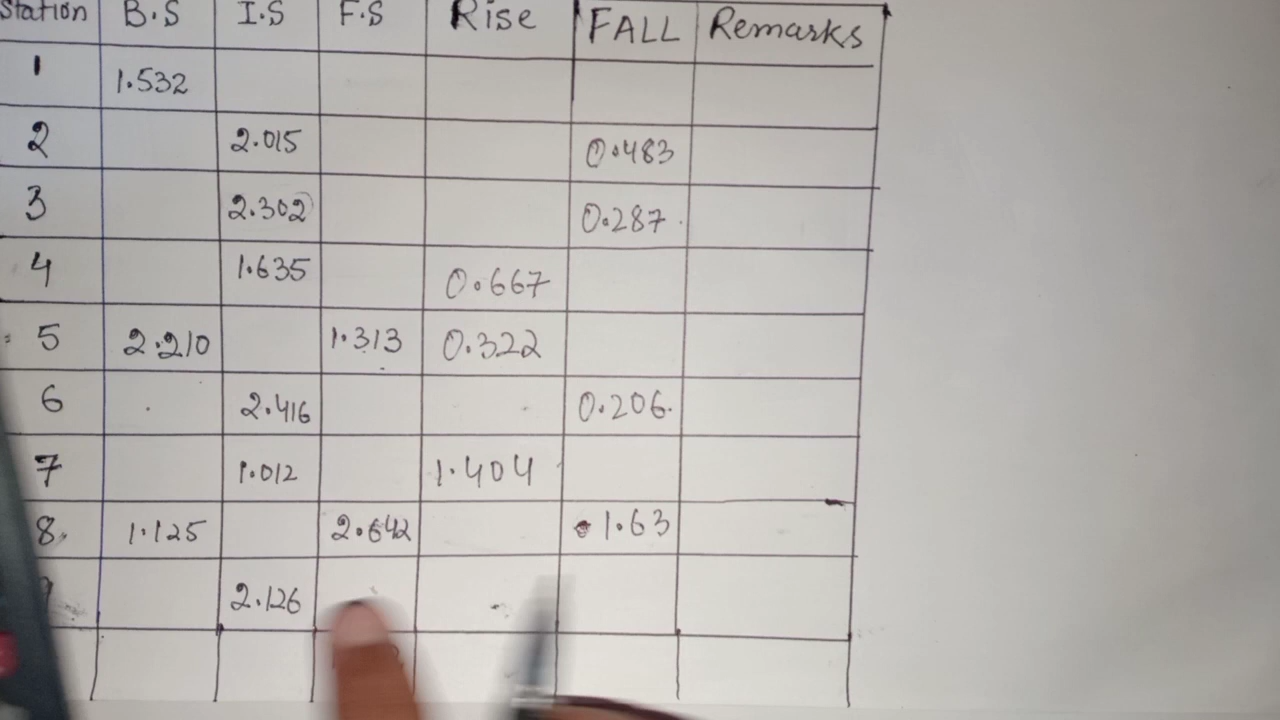 Station B.S I.S F.S Rise FALL Remarks
1 1.532
2 2.015 0.483
3 2.302 0.287
4 1.635 0.667
5 2.210 1.313 0.322
6 2.416 0.206
7 1.012 1.404
8 1.125 2.642 1.63
2.126